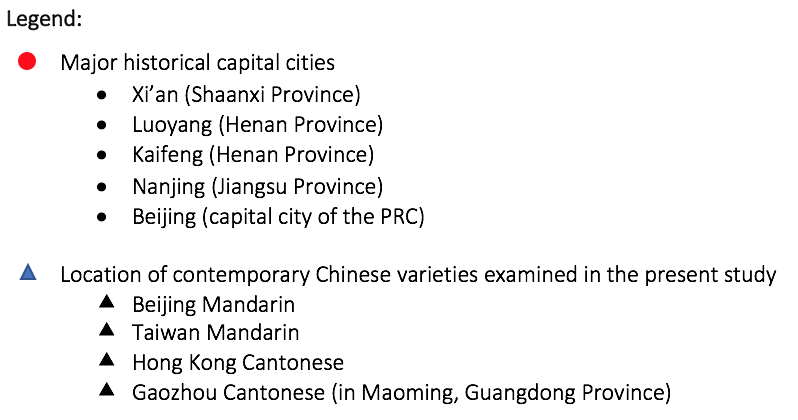 Legend:
Major historical capital cities
• Xi’an (Shaanxi Province)
• Luoyang (Henan Province)
• Kaifeng (Henan Province)
• Nanjing (Jiangsu Province)
• Beijing (capital city of the PRC)
Location of contemporary Chinese varieties examined in the present study
▲ Beijing Mandarin
▲ Taiwan Mandarin
▲ Hong Kong Cantonese
▲ Gaozhou Cantonese (in Maoming, Guangdong Province)